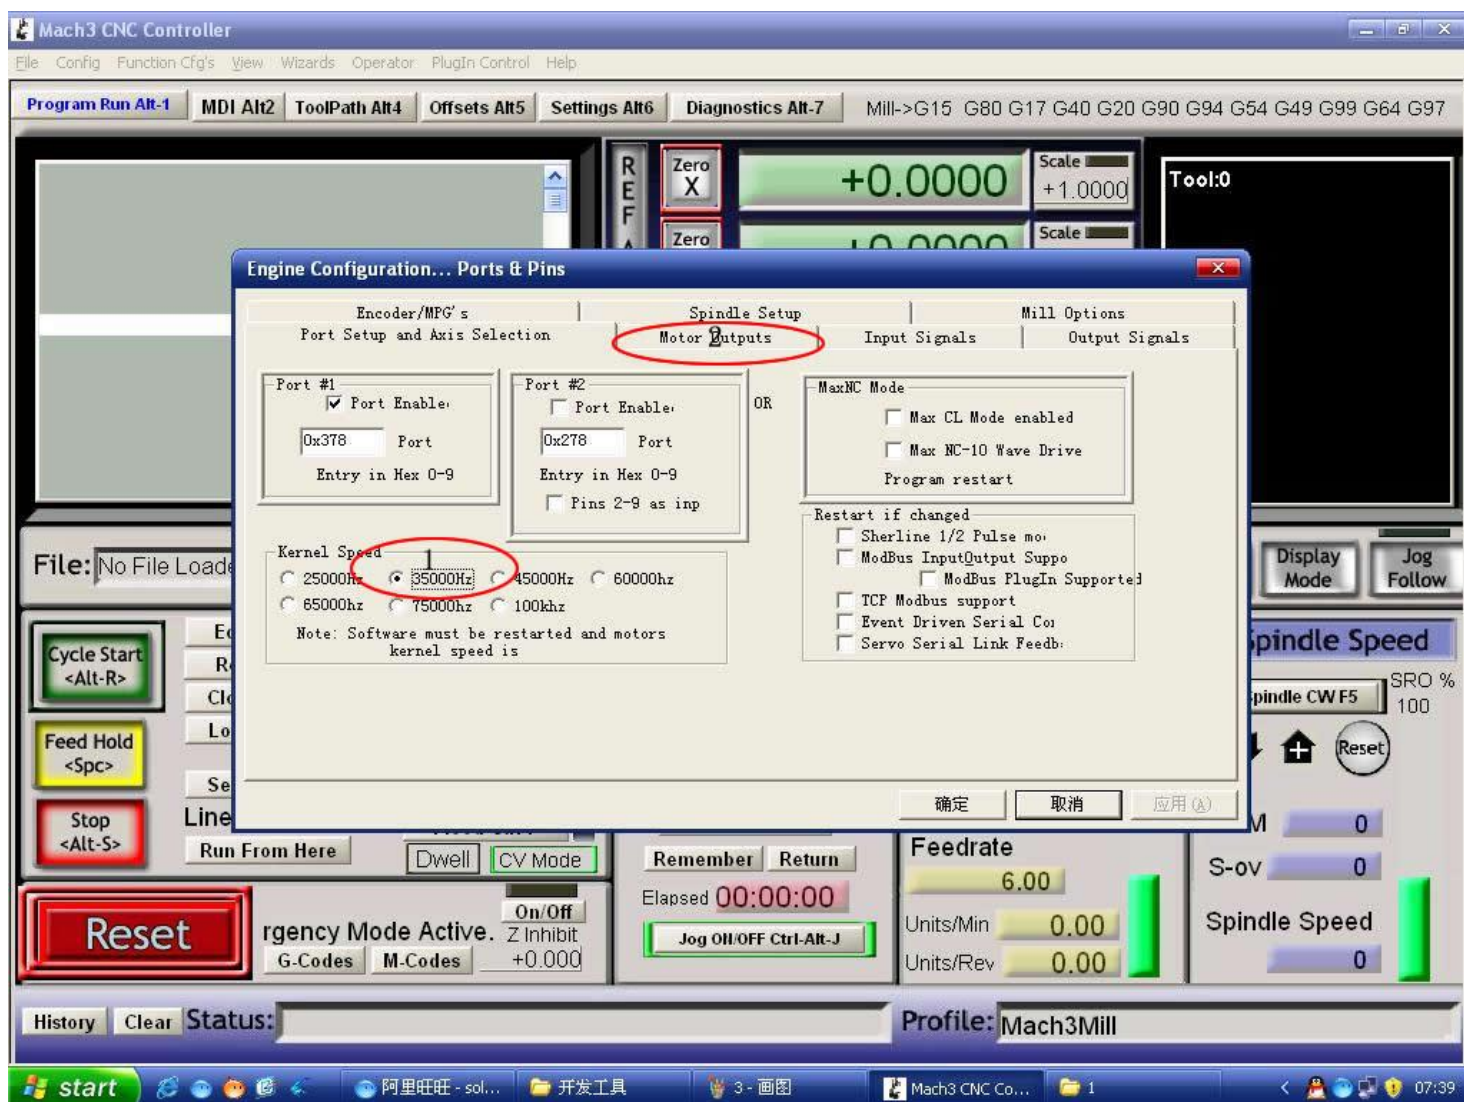 Mach3 CNC Controller
File Config Function Cfg's View Wizards Operator PlugIn Control Help
Program Run Alt-1 MDI Alt2 ToolPath Alt4 Offsets Alt5 Settings Alt6 Diagnostics Alt-7 Mill->G15 G80 G17 G40 G20 G90 G94 G54 G49 G99 G64 G97
REF
Zero X +0.0000 Scale +1.0000
Tool:0
Zero +0.0000 Scale
Engine Configuration... Ports & Pins
Encoder/MPG's Spindle Setup Mill Options
Port Setup and Axis Selection Motor Outputs Input Signals Output Signals
2
Port #1
Port Enable
0x378 Port
Entry in Hex 0-9
Port #2
Port Enable
0x278 Port
Entry in Hex 0-9
Pins 2-9 as inp
OR
MaxNC Mode
Max CL Mode enabled
Max NC-10 Wave Drive
Program restart
Restart if changed
Sherline 1/2 Pulse mo
ModBus InputOutput Suppo
ModBus PlugIn Supported
TCP Modbus support
Event Driven Serial Co
Servo Serial Link Feedb
Kernel Speed
1
25000Hz 35000Hz 45000Hz 60000hz
65000hz 75000hz 100khz
Note: Software must be restarted and motors
kernel speed is
确定 取消 应用(A)
File: No File Loade
Display Mode Jog Follow
Cycle Start <Alt-R>
Feed Hold <Spc>
Stop <Alt-S>
Ed
R
Clo
Lo
Se
Line
Run From Here
Dwell CV Mode
Remember Return
Elapsed 00:00:00
Jog ON/OFF Ctrl-Alt-J
Feedrate
6.00
Units/Min 0.00
Units/Rev 0.00
Spindle Speed
Spindle CW F5
SRO %
100
Reset
M 0
S-ov 0
Spindle Speed
0
Reset
rgency Mode Active.
On/Off
Z Inhibit
+0.000
G-Codes M-Codes
History Clear Status:
Profile: Mach3Mill
start 阿里旺旺 - sol... 开发工具 3 - 画图 Mach3 CNC Co... 1 07:39